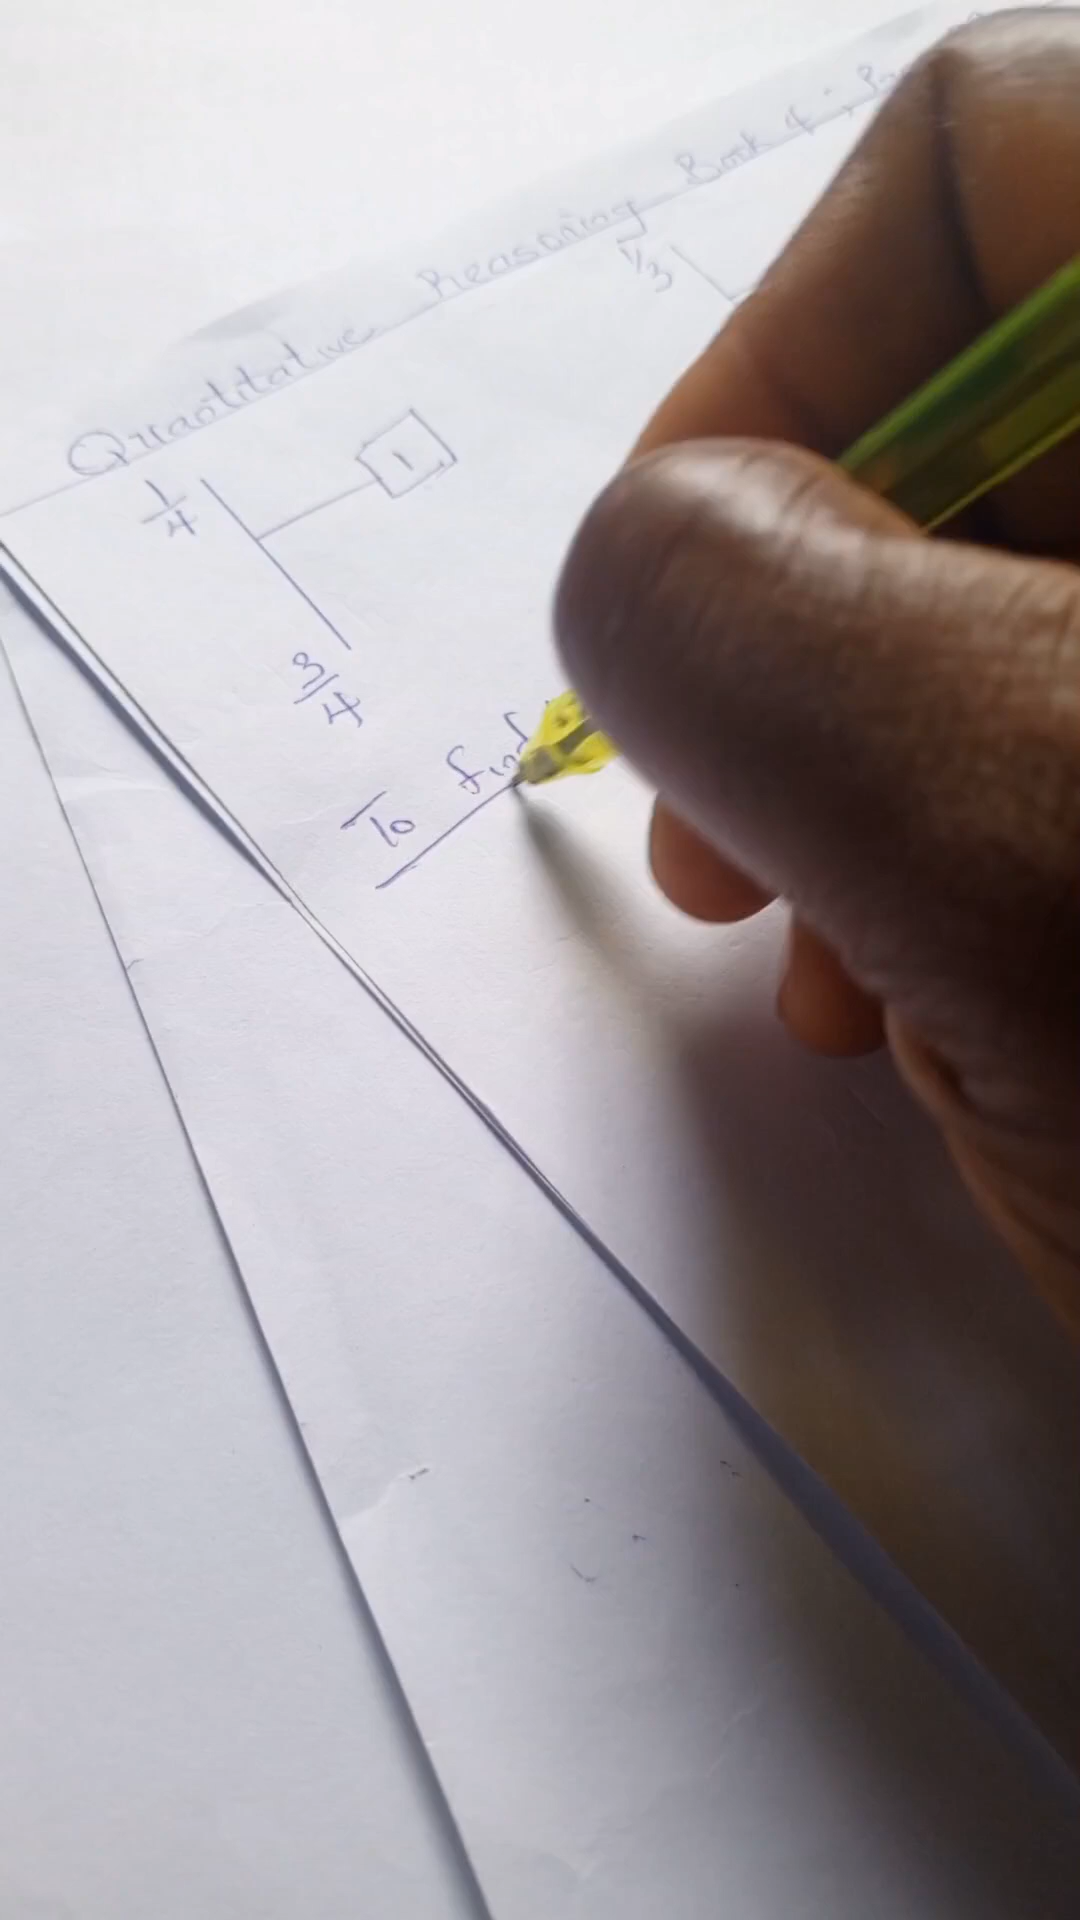 Quantitative Reasoning Book 4;
1/4
1
3/4
1/3
To find